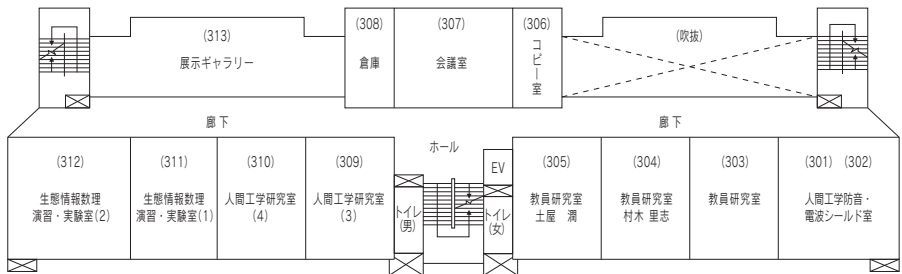 (313)
展示ギャラリー
(308)
倉庫
(307)
会議室
(306)
コピー室
(吹抜)
廊下
ホール
廊下
(312)
生態情報数理
演習・実験室(2)
(311)
生態情報数理
演習・実験室(1)
(310)
人間工学研究室
(4)
(309)
人間工学研究室
(3)
トイレ
(男)
EV
トイレ
(女)
(305)
教員研究室
土屋 潤
(304)
教員研究室
村木 里志
(303)
教員研究室
(301) (302)
人間工学防音・
電波シールド室